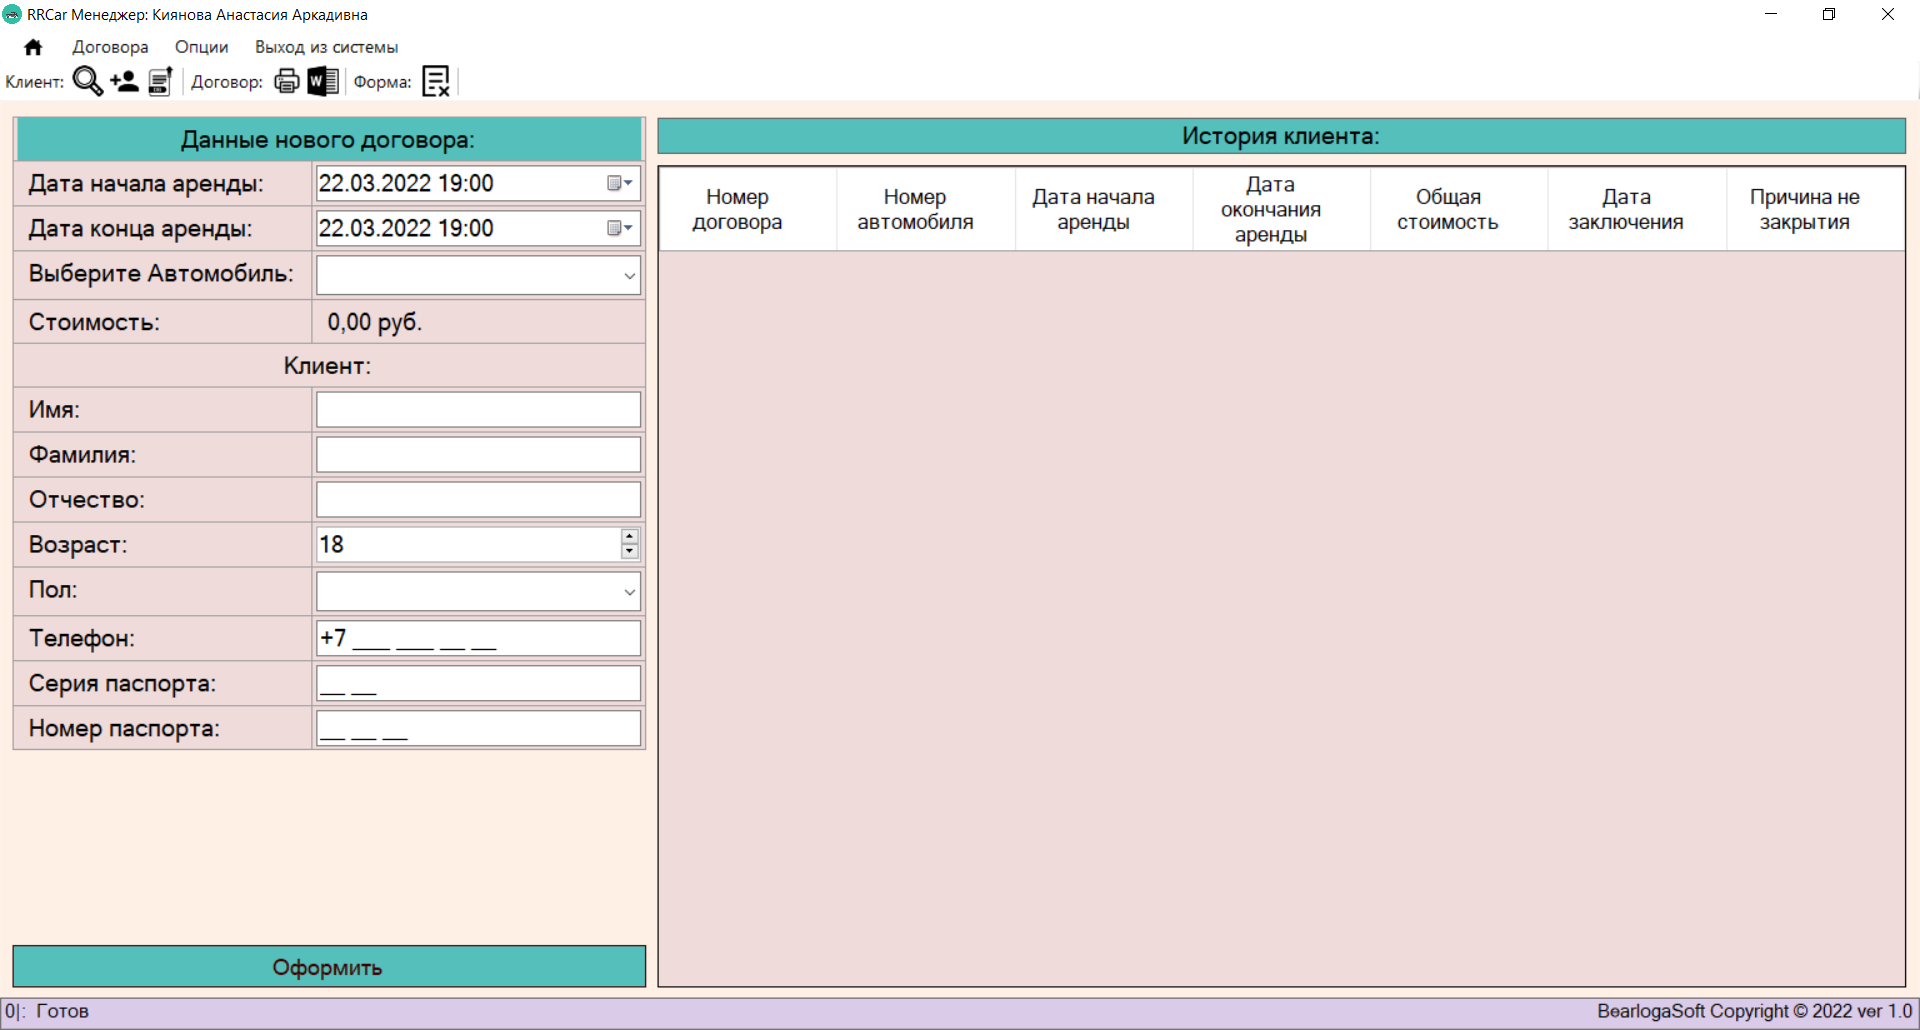 RRCar Менеджер: Киянова Анастасия Аркадивна
Договора Опции Выход из системы
Клиент: Договор: W Форма:
Данные нового договора:
Дата начала аренды: 22.03.2022 19:00
Дата конца аренды: 22.03.2022 19:00
Выберите Автомобиль:
Стоимость: 0,00 руб.
Клиент:
Имя:
Фамилия:
Отчество:
Возраст: 18
Пол:
Телефон: +7 ___ ___ __ __
Серия паспорта: __ __
Номер паспорта: __ __ __
Оформить
История клиента:
Номер договора
Номер автомобиля
Дата начала аренды
Дата окончания аренды
Общая стоимость
Дата заключения
Причина не закрытия
0|: Готов
BearlogaSoft Copyright © 2022 ver 1.0